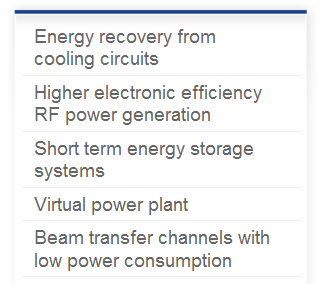 Energy recovery from
cooling circuits
Higher electronic efficiency
RF power generation
Short term energy storage
systems
Virtual power plant
Beam transfer channels with
low power consumption